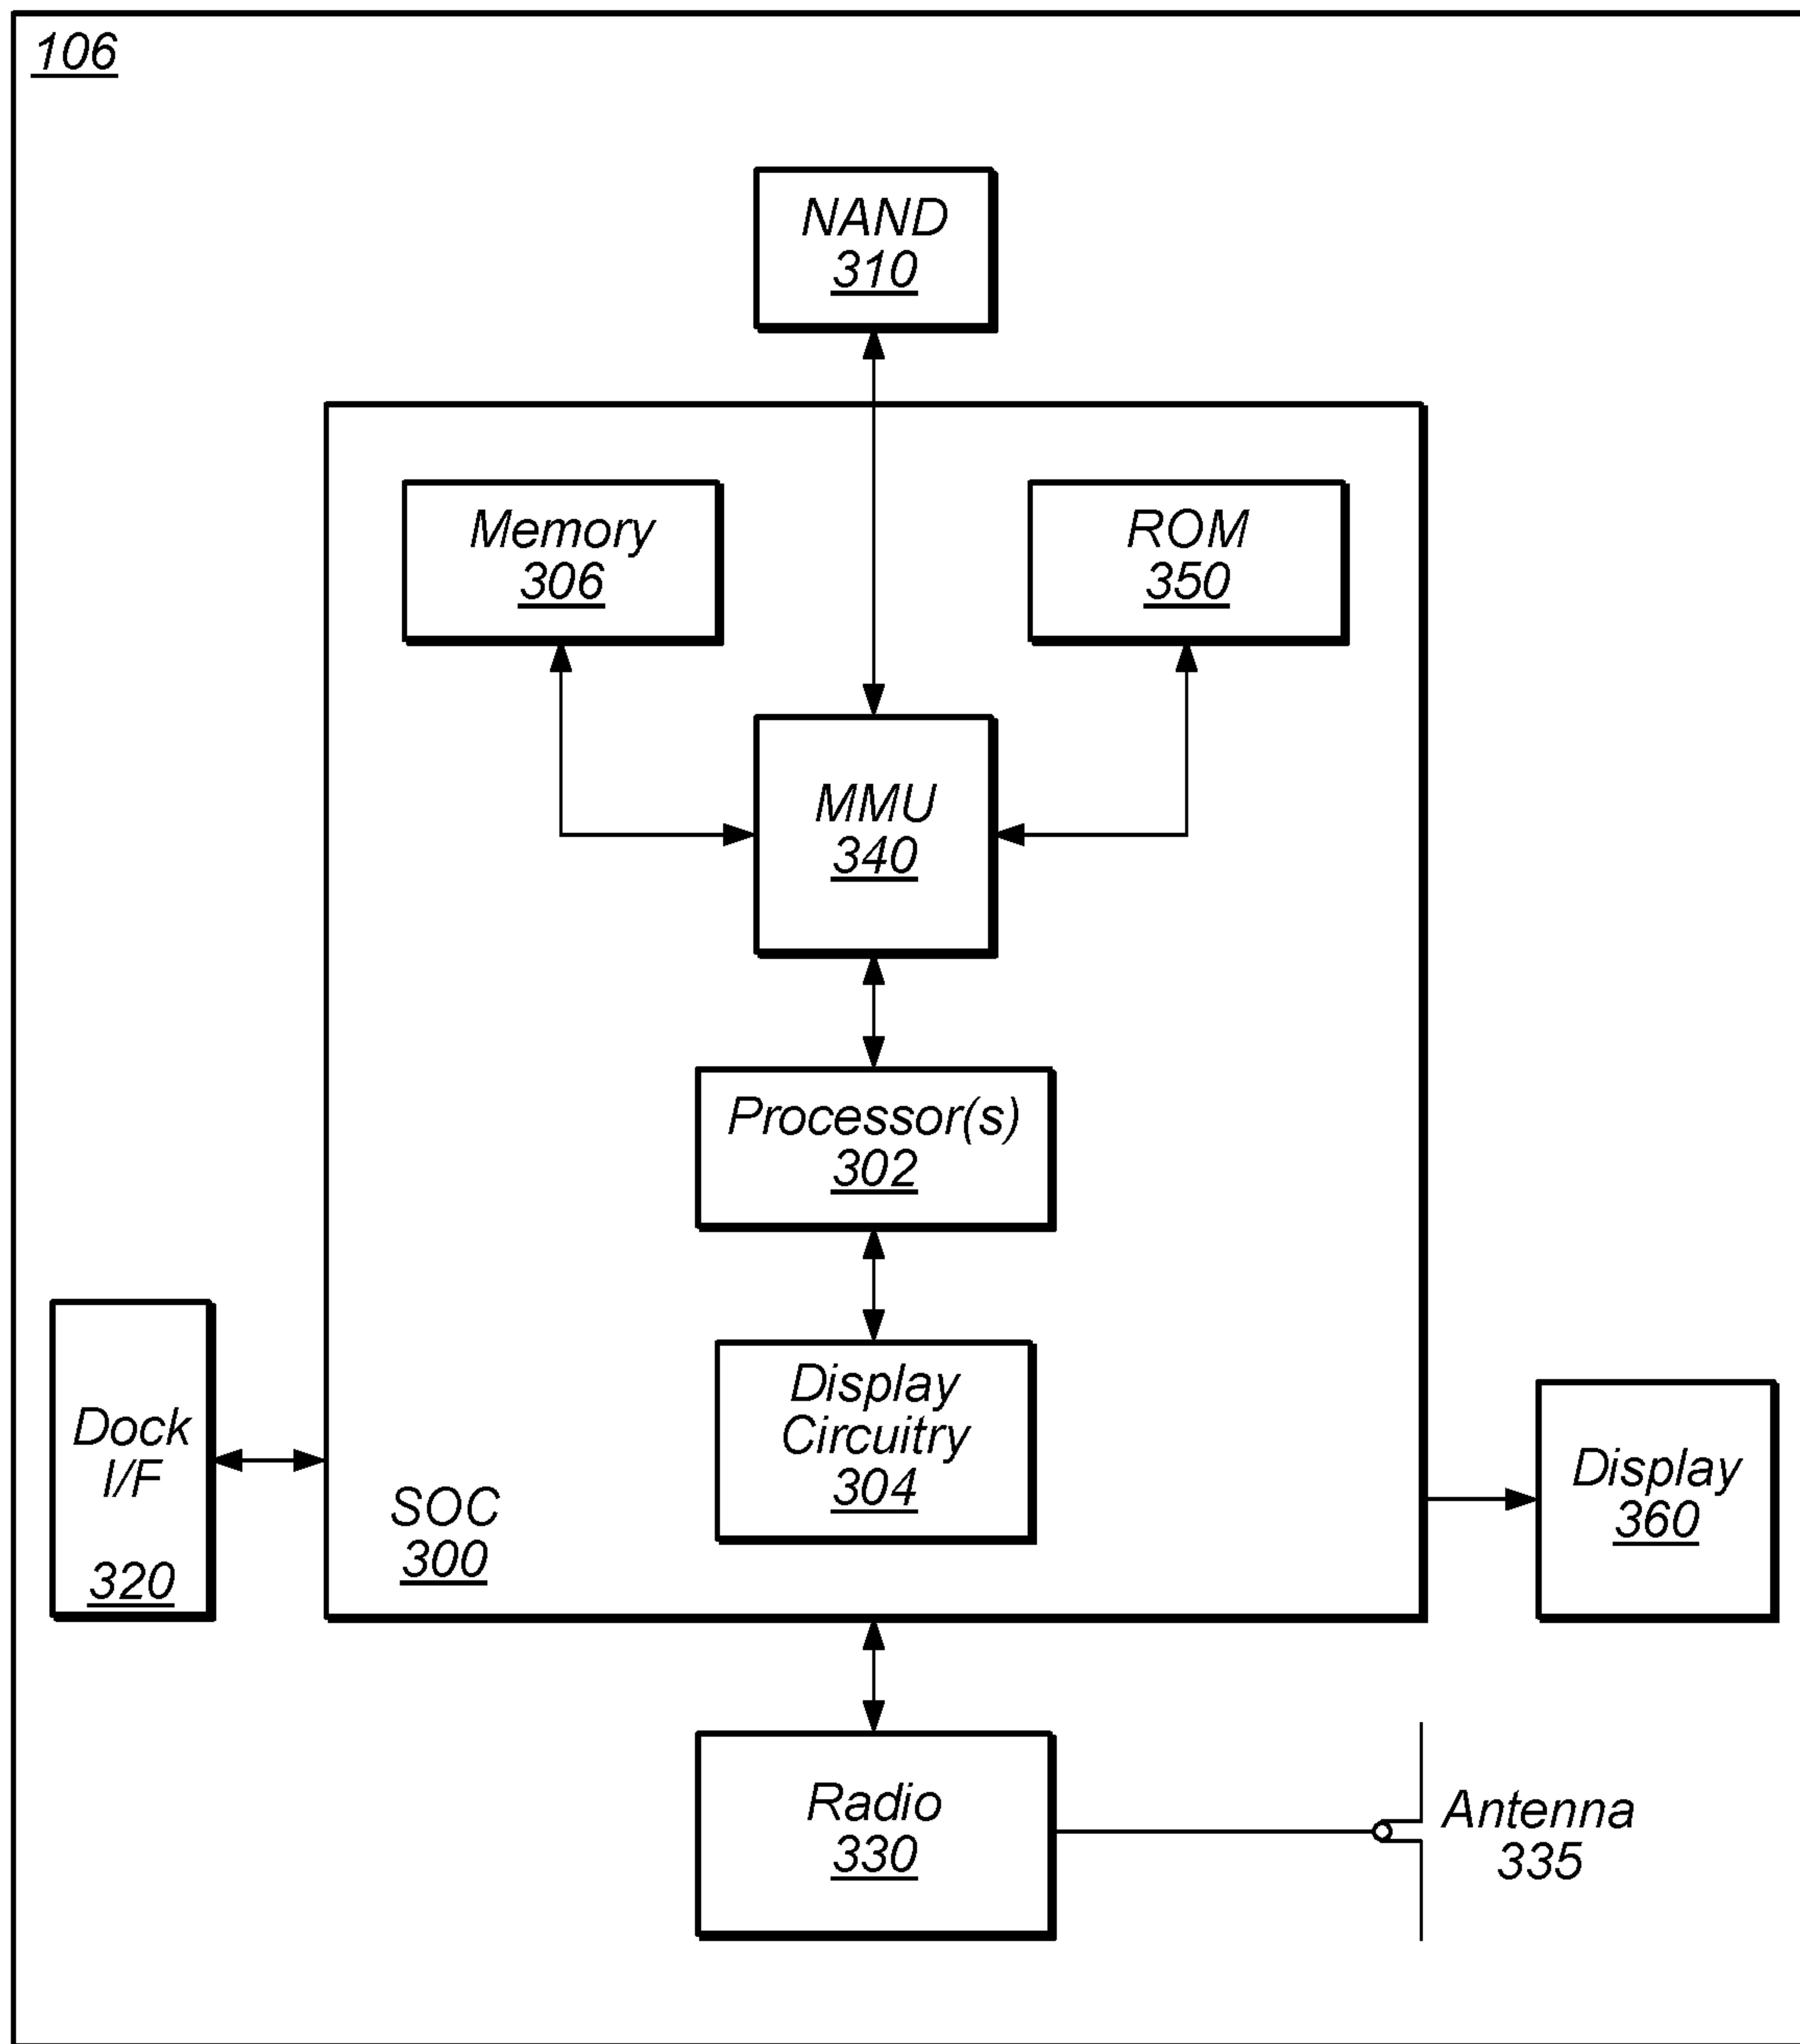 106
NAND
310
Memory
306
ROM
350
MMU
340
Processor(s)
302
Display
Circuitry
304
Dock
I/F
320
SOC
300
Display
360
Radio
330
Antenna
335